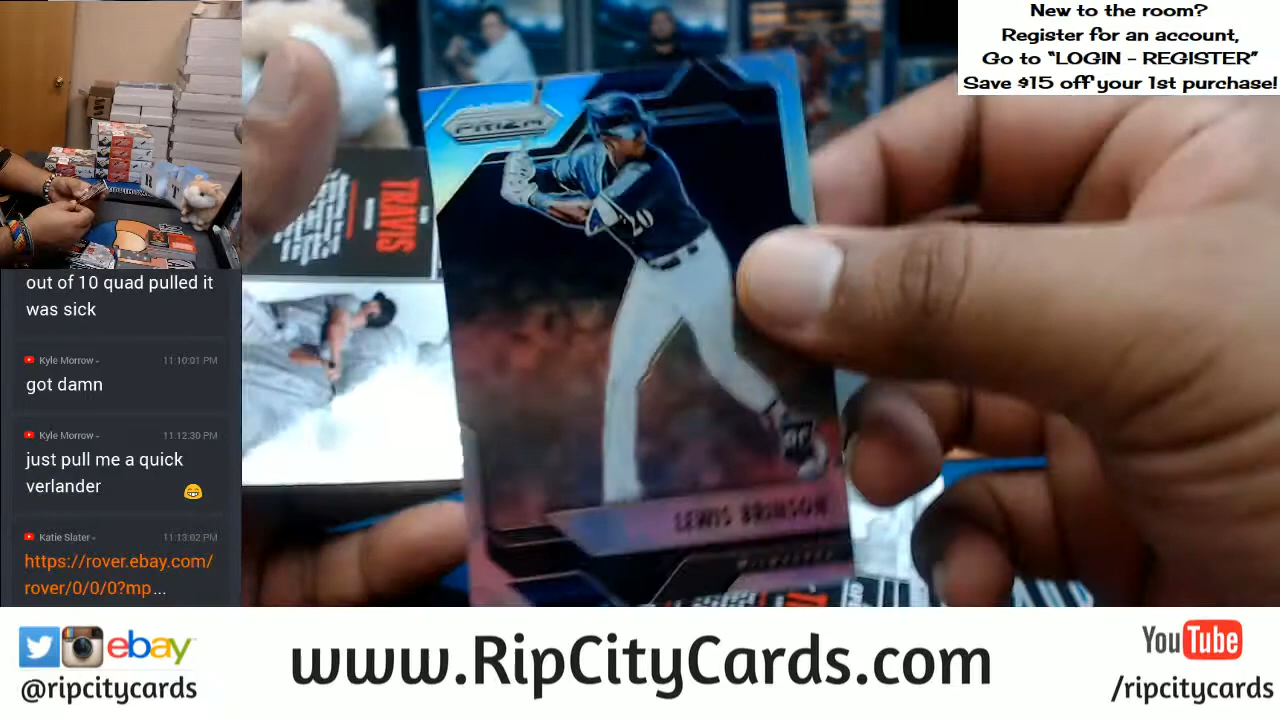 New to the room?
Register for an account,
Go to “LOGIN - REGISTER”
Save $15 off your 1st purchase!
PRIZM
TRAVIS
20
LEWIS BRINSON
out of 10 quad pulled it
was sick
Kyle Morrow - 11:10:01 PM
got damn
Kyle Morrow - 11:12:30 PM
just pull me a quick
verlander 😂
Katie Slater - 11:13:02 PM
https://rover.ebay.com/
rover/0/0/0?mp...
ebay
@ripcitycards
www.RipCityCards.com
YouTube
/ripcitycards